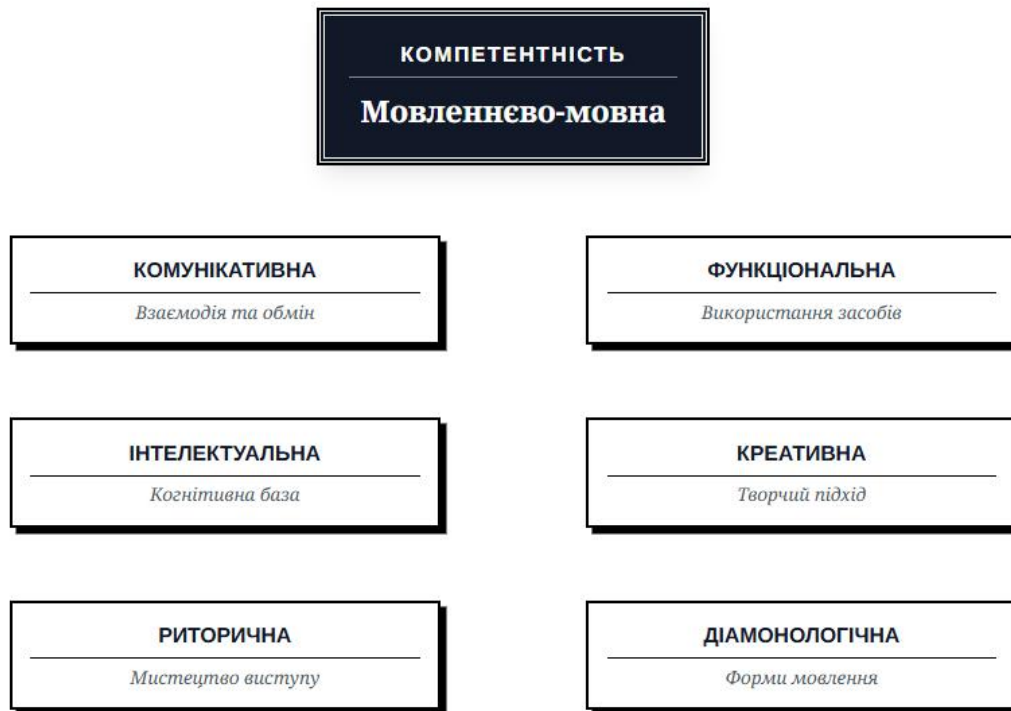 КОМПЕТЕНТНІСТЬ
Мовленнєво-мовна
КОМУНІКАТИВНА
Взаємодія та обмін
ФУНКЦІОНАЛЬНА
Використання засобів
ІНТЕЛЕКТУАЛЬНА
Когнітивна база
КРЕАТИВНА
Творчий підхід
РИТОРИЧНА
Мистецтво виступу
ДІАМОНОЛОГІЧНА
Форми мовлення